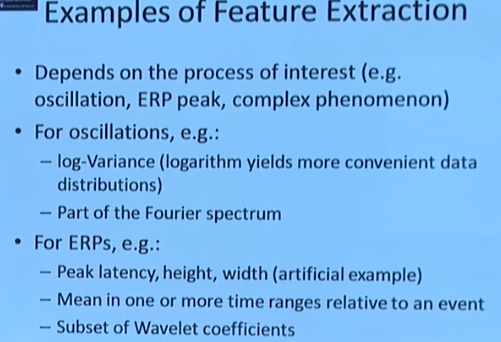 Examples of Feature Extraction
• Depends on the process of interest (e.g.
oscillation, ERP peak, complex phenomenon)
• For oscillations, e.g.:
– log-Variance (logarithm yields more convenient data
distributions)
– Part of the Fourier spectrum
• For ERPs, e.g.:
– Peak latency, height, width (artificial example)
– Mean in one or more time ranges relative to an event
– Subset of Wavelet coefficients